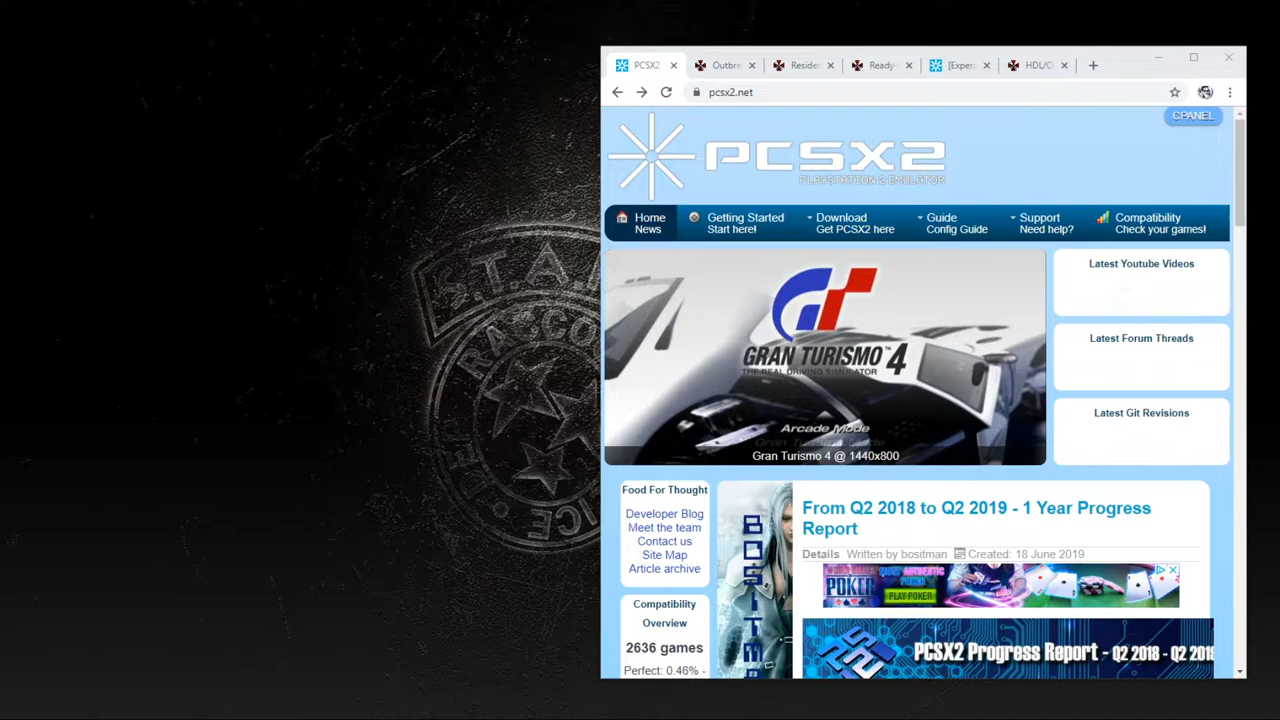 PCSX2
Outbre
Reside
Ready-
[Exper
HDL/O
pcsx2.net
CPANEL
PCSX2
PLAYSTATION 2 EMULATOR
Home
News
Getting Started
Start here!
Download
Get PCSX2 here
Guide
Config Guide
Support
Need help?
Compatibility
Check your games!
S.T.A.
RACCO
ICE
GRAN TURISMO 4
THE REAL DRIVING SIMULATOR
Arcade Mode
Gran Turismo 4 @ 1440x800
Latest Youtube Videos
Latest Forum Threads
Latest Git Revisions
Food For Thought
Developer Blog
Meet the team
Contact us
Site Map
Article archive
Compatibility
Overview
2636 games
Perfect: 0.46% -
BOSITM
From Q2 2018 to Q2 2019 - 1 Year Progress
Report
Details Written by bositman Created: 18 June 2019
POKER
PLAY POKER
PCSX2 Progress Report - Q2 2018 - Q2 2019